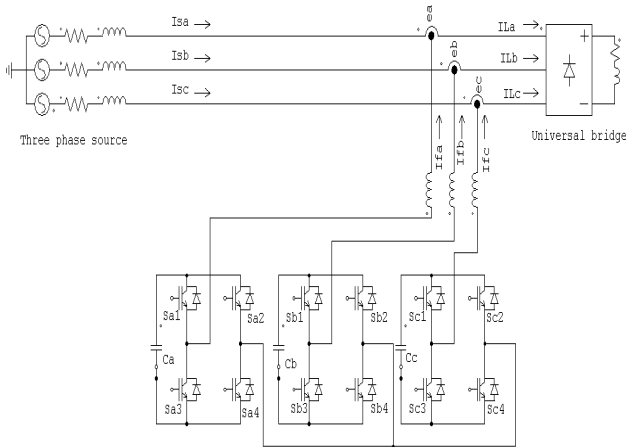 Isa
ea
ILa
+
Isb
eb
ILb
Isc
ec
ILc
-
Three phase source
Universal bridge
Ifa
Ifb
Ifc
Sa1
Sa2
Sb1
Sb2
Sc1
Sc2
Ca
Cb
Cc
Sa3
Sa4
Sb3
Sb4
Sc3
Sc4